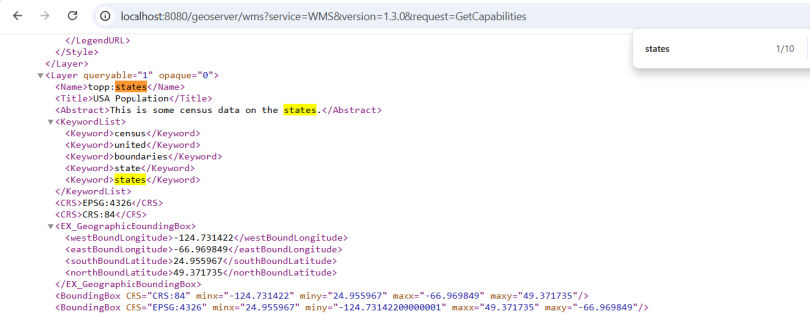 localhost:8080/geoserver/wms?service=WMS&version=1.3.0&request=GetCapabilities
states 1/10
</LegendURL>
</Style>
</Layer>
▼<Layer queryable="1" opaque="0">
<Name>topp:states</Name>
<Title>USA Population</Title>
<Abstract>This is some census data on the states.</Abstract>
▼<KeywordList>
<Keyword>census</Keyword>
<Keyword>united</Keyword>
<Keyword>boundaries</Keyword>
<Keyword>state</Keyword>
<Keyword>states</Keyword>
</KeywordList>
<CRS>EPSG:4326</CRS>
<CRS>CRS:84</CRS>
▼<EX_GeographicBoundingBox>
<westBoundLongitude>-124.731422</westBoundLongitude>
<eastBoundLongitude>-66.969849</eastBoundLongitude>
<southBoundLatitude>24.955967</southBoundLatitude>
<northBoundLatitude>49.371735</northBoundLatitude>
</EX_GeographicBoundingBox>
<BoundingBox CRS="CRS:84" minx="-124.731422" miny="24.955967" maxx="-66.969849" maxy="49.371735"/>
<BoundingBox CRS="EPSG:4326" minx="24.955967" miny="-124.73142200000001" maxx="49.371735" maxy="-66.969849"/>